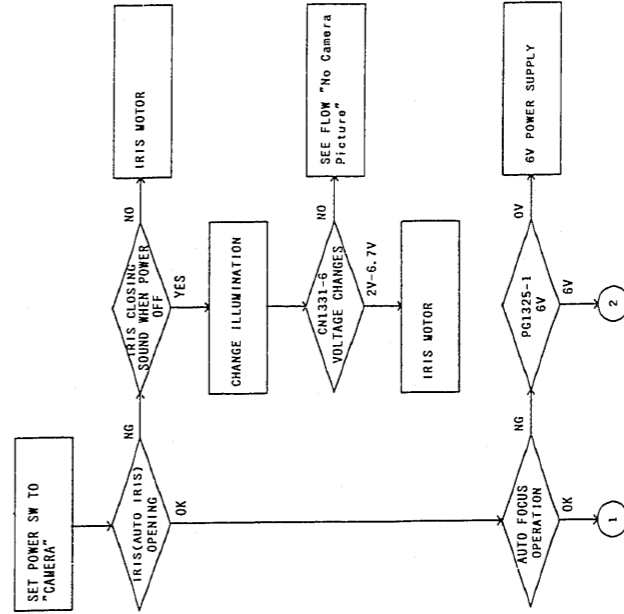 SET POWER SW TO
"CAMERA"
IRIS(AUTO IRIS)
OPENING
NG
OK
IRIS CLOSING
SOUND WHEN POWER
OFF
NO
YES
IRIS MOTOR
CHANGE ILLUMINATION
CN1331-6
VOLTAGE CHANGES
NO
2V-6.7V
SEE FLOW "No Camera
Picture"
IRIS MOTOR
AUTO FOCUS
OPERATION
NG
OK
PG1325-1
6V
0V
6V
6V POWER SUPPLY
1
2